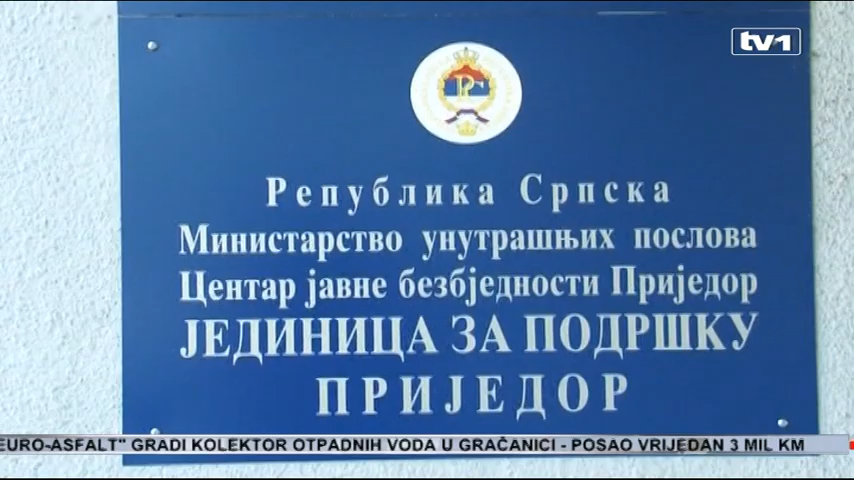 tv1
Република Српска
Министарство унутрашњих послова
Центар јавне безбједности Приједор
ЈЕДИНИЦА ЗА ПОДРШКУ
ПРИЈЕДОР
EURO-ASFALT" GRADI KOLEKTOR OTPADNIH VODA U GRAČANICI - POSAO VRIJEDAN 3 MIL KM